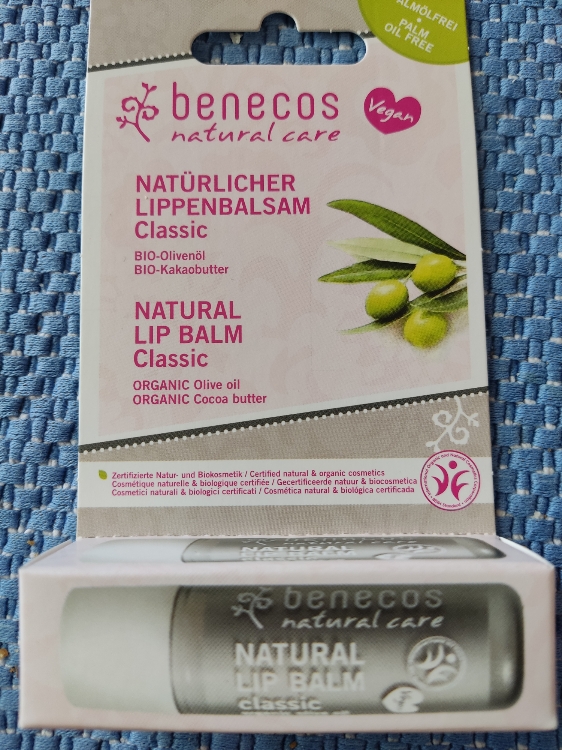 ALMÖLFREI
PALM
OIL FREE
benecos
natural care
Vegan
NATÜRLICHER
LIPPENBALSAM
Classic
BIO-Olivenöl
BIO-Kakaobutter
NATURAL
LIP BALM
Classic
ORGANIC Olive oil
ORGANIC Cocoa butter
Zertifizierte Natur- und Biokosmetik / Certified natural & organic cosmetics
Cosmétique naturelle & biologique certifiée / Gecertificeerde natuur & biocosmetica
Cosmetici naturali & biologici certificati / Cosmética natural & biológica certificada
NATURAL
benecos
natural care
NATURAL
LIP BALM
classic